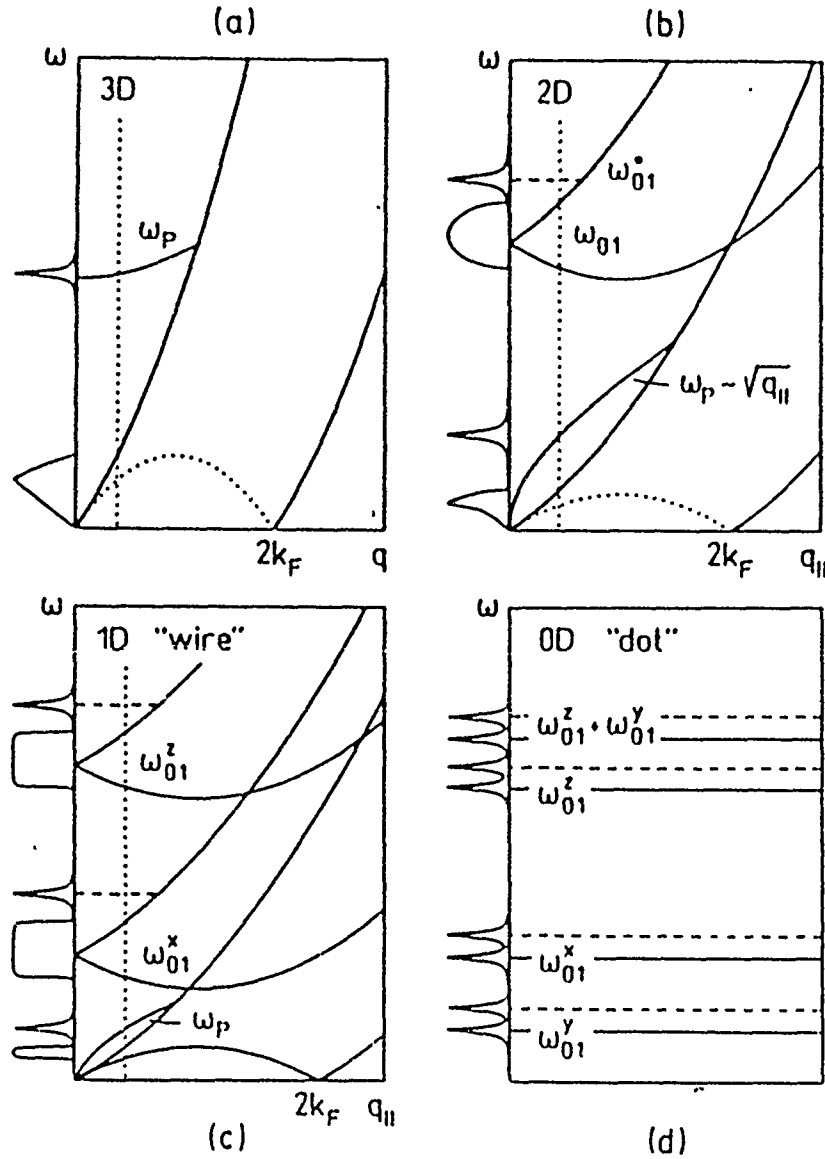 (a)
ω
3D
ω_p
2k_F
q
(b)
ω
2D
ω*_01
ω_01
ω_p ~ √q_||
2k_F
q_||
ω
1D "wire"
ω^z_01
ω^x_01
ω_p
2k_F
q_||
(c)
ω
0D "dot"
ω^z_01 + ω^y_01
ω^z_01
ω^x_01
ω^y_01
(d)